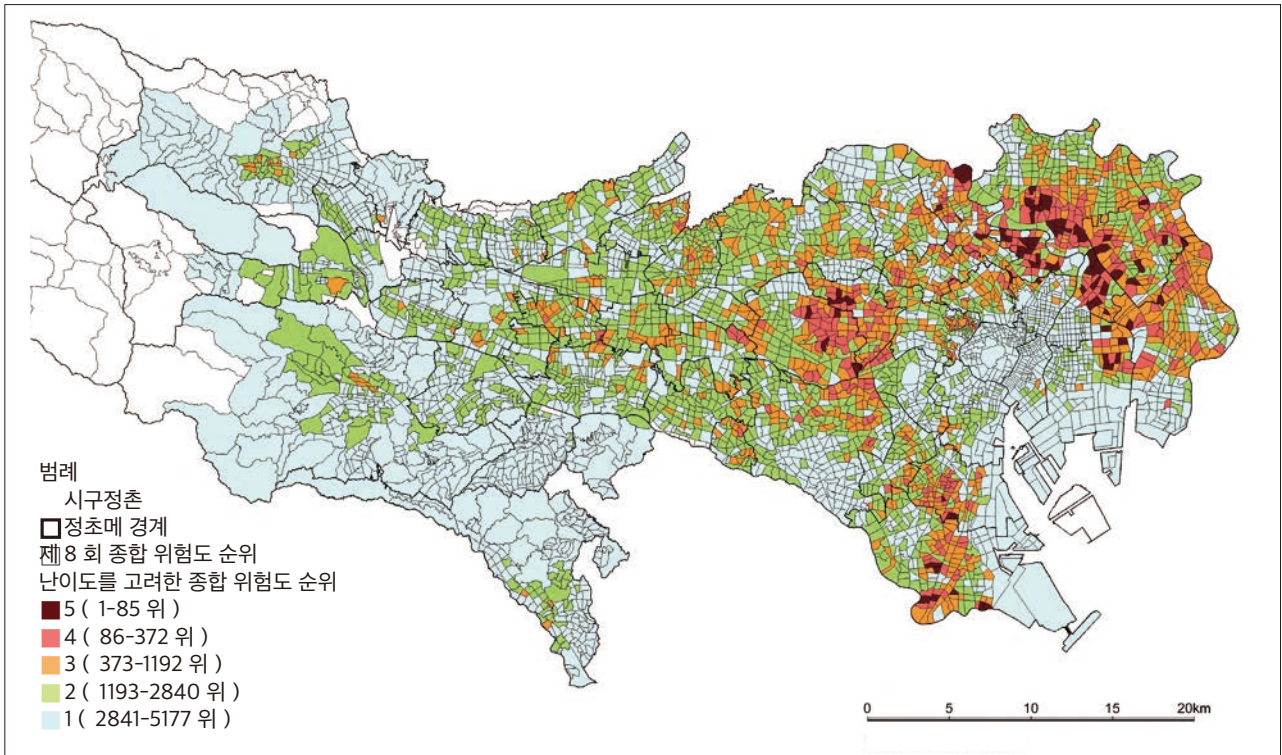 범례
시구정촌
정초메 경계
제 8 회 종합 위험도 순위
난이도를 고려한 종합 위험도 순위
5 ( 1-85 위 )
4 ( 86-372 위 )
3 ( 373-1192 위 )
2 ( 1193-2840 위 )
1 ( 2841-5177 위 )
0 5 10 15 20km